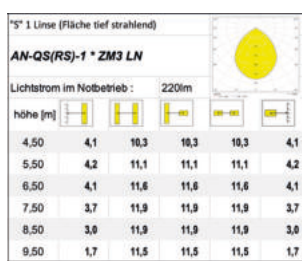 "S" 1 Linse (Fläche tief strahlend)
AN-QS(RS)-1 * ZM3 LN
Lichtstrom im Notbetrieb : 220lm
höhe [m]
4,50 4,1 10,3 10,3 10,3 4,1
5,50 4,2 11,1 11,1 11,1 4,2
6,50 4,1 11,6 11,6 11,6 4,1
7,50 3,7 11,9 11,9 11,9 3,7
8,50 3,0 11,9 11,9 11,9 3,0
9,50 1,7 11,5 11,5 11,5 1,7